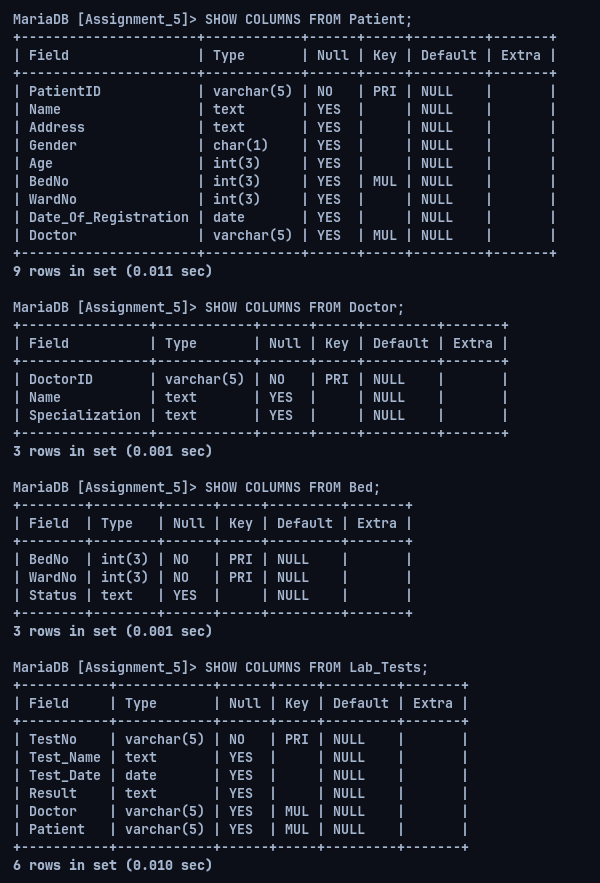 MariaDB [Assignment_5]> SHOW COLUMNS FROM Patient;
+----------------------+------------+------+-----+---------+-------+
| Field                | Type       | Null | Key | Default | Extra |
+----------------------+------------+------+-----+---------+-------+
| PatientID            | varchar(5) | NO   | PRI | NULL    |       |
| Name                 | text       | YES  |     | NULL    |       |
| Address              | text       | YES  |     | NULL    |       |
| Gender               | char(1)    | YES  |     | NULL    |       |
| Age                  | int(3)     | YES  |     | NULL    |       |
| BedNo                | int(3)     | YES  | MUL | NULL    |       |
| WardNo               | int(3)     | YES  |     | NULL    |       |
| Date_Of_Registration | date       | YES  |     | NULL    |       |
| Doctor               | varchar(5) | YES  | MUL | NULL    |       |
+----------------------+------------+------+-----+---------+-------+
9 rows in set (0.011 sec)

MariaDB [Assignment_5]> SHOW COLUMNS FROM Doctor;
+----------------+------------+------+-----+---------+-------+
| Field          | Type       | Null | Key | Default | Extra |
+----------------+------------+------+-----+---------+-------+
| DoctorID       | varchar(5) | NO   | PRI | NULL    |       |
| Name           | text       | YES  |     | NULL    |       |
| Specialization | text       | YES  |     | NULL    |       |
+----------------+------------+------+-----+---------+-------+
3 rows in set (0.001 sec)

MariaDB [Assignment_5]> SHOW COLUMNS FROM Bed;
+--------+--------+------+-----+---------+-------+
| Field  | Type   | Null | Key | Default | Extra |
+--------+--------+------+-----+---------+-------+
| BedNo  | int(3) | NO   | PRI | NULL    |       |
| WardNo | int(3) | NO   | PRI | NULL    |       |
| Status | text   | YES  |     | NULL    |       |
+--------+--------+------+-----+---------+-------+
3 rows in set (0.001 sec)

MariaDB [Assignment_5]> SHOW COLUMNS FROM Lab_Tests;
+-----------+------------+------+-----+---------+-------+
| Field     | Type       | Null | Key | Default | Extra |
+-----------+------------+------+-----+---------+-------+
| TestNo    | varchar(5) | NO   | PRI | NULL    |       |
| Test_Name | text       | YES  |     | NULL    |       |
| Test_Date | date       | YES  |     | NULL    |       |
| Result    | text       | YES  |     | NULL    |       |
| Doctor    | varchar(5) | YES  | MUL | NULL    |       |
| Patient   | varchar(5) | YES  | MUL | NULL    |       |
+-----------+------------+------+-----+---------+-------+
6 rows in set (0.010 sec)